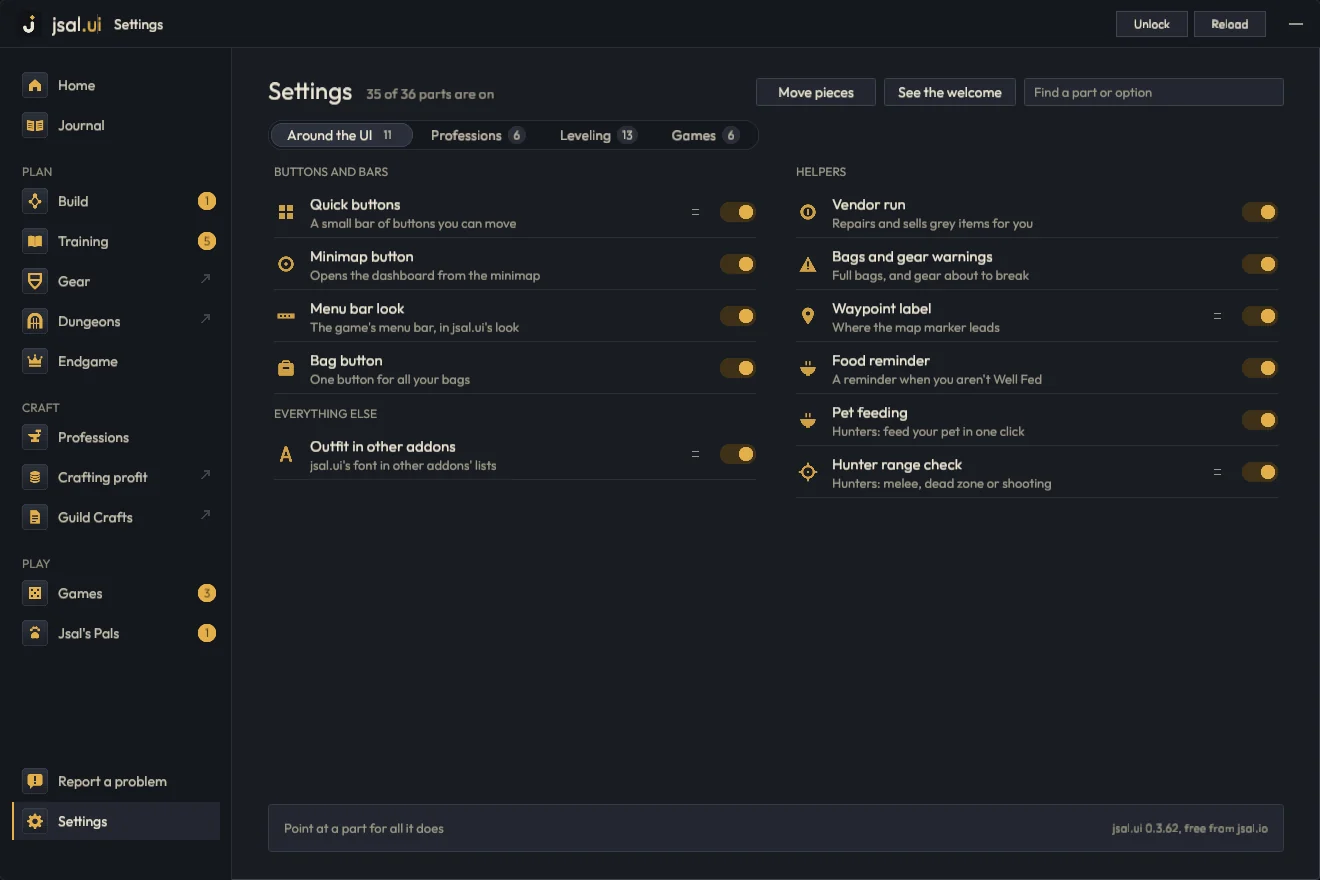 jsal.ui Settings
Unlock
Reload
Home
Journal
PLAN
Build 1
Training 5
Gear
Dungeons
Endgame
CRAFT
Professions
Crafting profit
Guild Crafts
PLAY
Games 3
Jsal's Pals 1
Report a problem
Settings
Settings 35 of 36 parts are on
Move pieces
See the welcome
Find a part or option
Around the UI 11
Professions 6
Leveling 13
Games 6
BUTTONS AND BARS
Quick buttons
A small bar of buttons you can move
Minimap button
Opens the dashboard from the minimap
Menu bar look
The game's menu bar, in jsal.ui's look
Bag button
One button for all your bags
EVERYTHING ELSE
Outfit in other addons
jsal.ui's font in other addons' lists
HELPERS
Vendor run
Repairs and sells grey items for you
Bags and gear warnings
Full bags, and gear about to break
Waypoint label
Where the map marker leads
Food reminder
A reminder when you aren't Well Fed
Pet feeding
Hunters: feed your pet in one click
Hunter range check
Hunters: melee, dead zone or shooting
Point at a part for all it does
jsal.ui 0.3.62, free from jsal.io